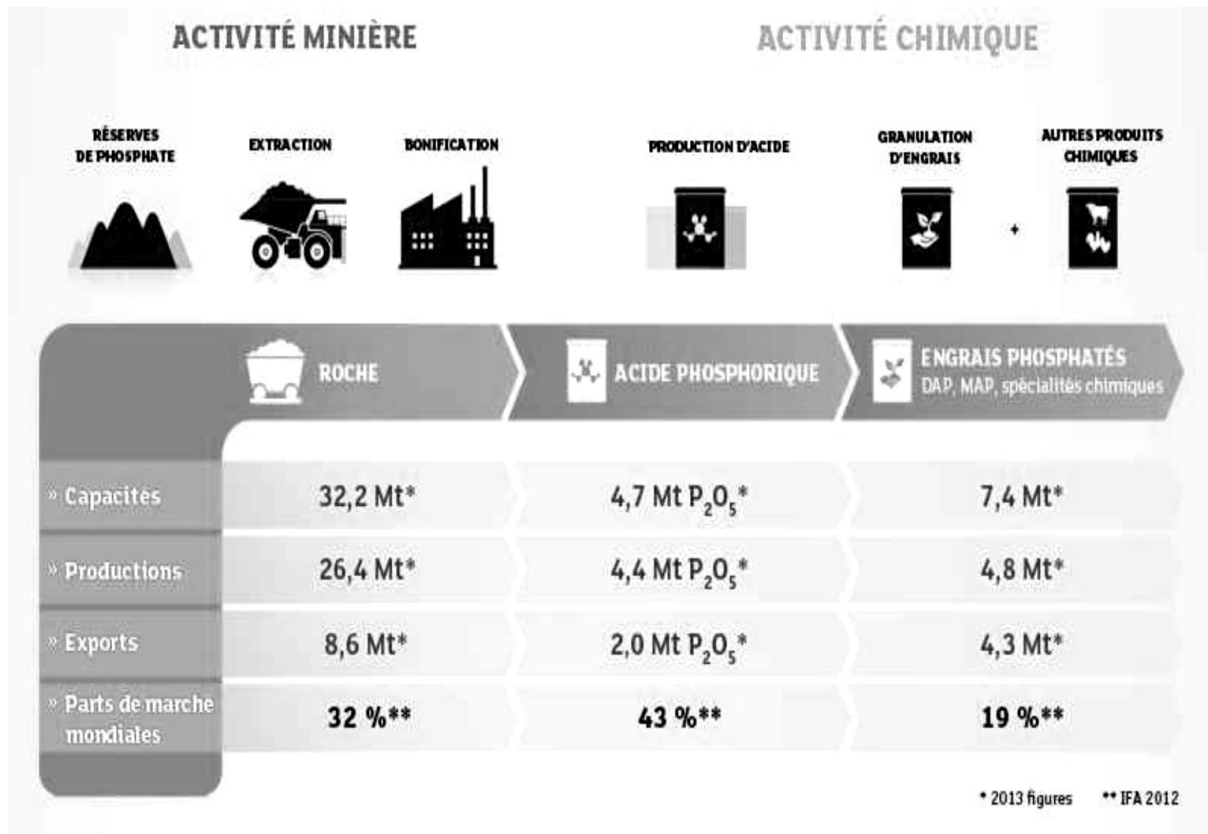 ACTIVITÉ MINIÈRE
ACTIVITÉ CHIMIQUE
RÉSERVES
DE PHOSPHATE
EXTRACTION
BONIFICATION
PRODUCTION D'ACIDE
GRANULATION
D'ENGRAIS
+
AUTRES PRODUITS
CHIMIQUES
ROCHE
ACIDE PHOSPHORIQUE
ENGRAIS PHOSPHATÉS
DAP, MAP, spécialités chimiques
» Capacités
32,2 Mt*
4,7 Mt P₂O₅*
7,4 Mt*
» Productions
26,4 Mt*
4,4 Mt P₂O₅*
4,8 Mt*
» Exports
8,6 Mt*
2,0 Mt P₂O₅*
4,3 Mt*
» Parts de marche
mondiales
32 %**
43 %**
19 %**
* 2013 figures ** IFA 2012